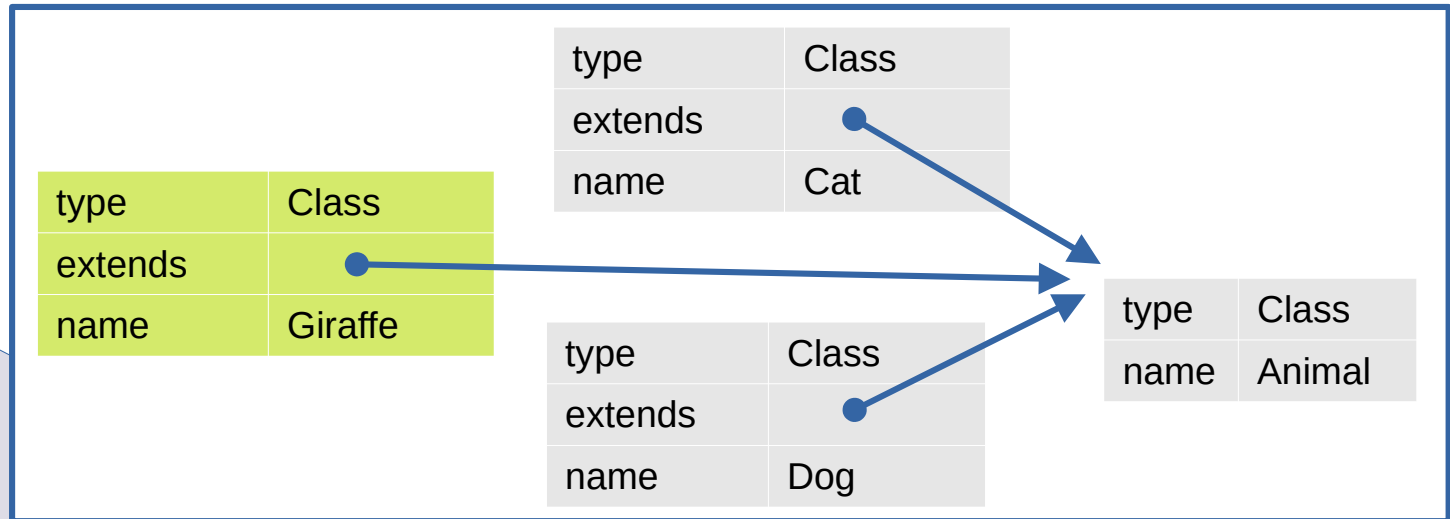 type Class
extends
name Cat
type Class
extends
name Giraffe
type Class
extends
name Dog
type Class
name Animal